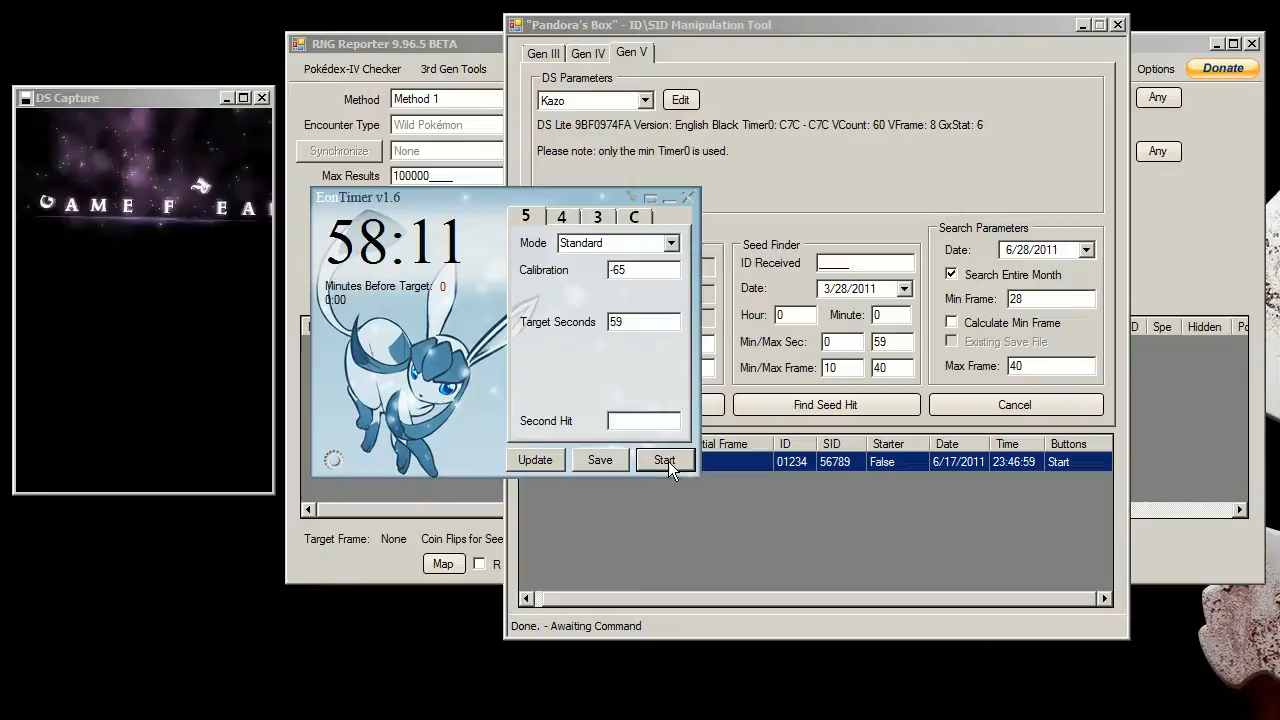 "Pandora's Box" - ID\SID Manipulation Tool
RNG Reporter 9.96.5 BETA
Gen III
Gen IV
Gen V
Pokédex-IV Checker
3rd Gen Tools
Options
Donate
DS Parameters
DS Capture
Method
Method 1
Kazo
Edit
Any
Encounter Type
Wild Pokémon
DS Lite 9BF0974FA Version: English Black Timer0: C7C - C7C VCount: 60 VFrame: 8 GxStat: 6
Synchronize
None
Please note: only the min Timer0 is used.
Any
Max Results
100000____
GAME F EA
EonTimer v1.6
5
4
3
C
58:11
Mode
Standard
Calibration
-65
Minutes Before Target:
0
0:00
Target Seconds
59
Second Hit
Update
Save
Start
Seed Finder
ID Received
_____
Date:
3/28/2011
Hour:
0
Minute:
0
Min/Max Sec:
0
59
Min/Max Frame:
10
40
Find Seed Hit
Search Parameters
Date:
6/28/2011
Search Entire Month
Min Frame:
28
Calculate Min Frame
Existing Save File
Max Frame:
40
Cancel
D
Spe
Hidden
tial Frame
ID
SID
Starter
Date
Time
Buttons
01234
56789
False
6/17/2011
23:46:59
Start
Target Frame:
None
Coin Flips for See
Map
R
Done. - Awaiting Command